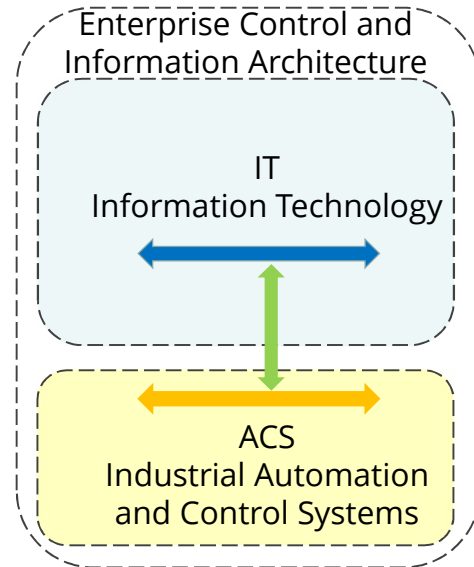 Enterprise Control and
Information Architecture
IT
Information Technology
ACS
Industrial Automation
and Control Systems